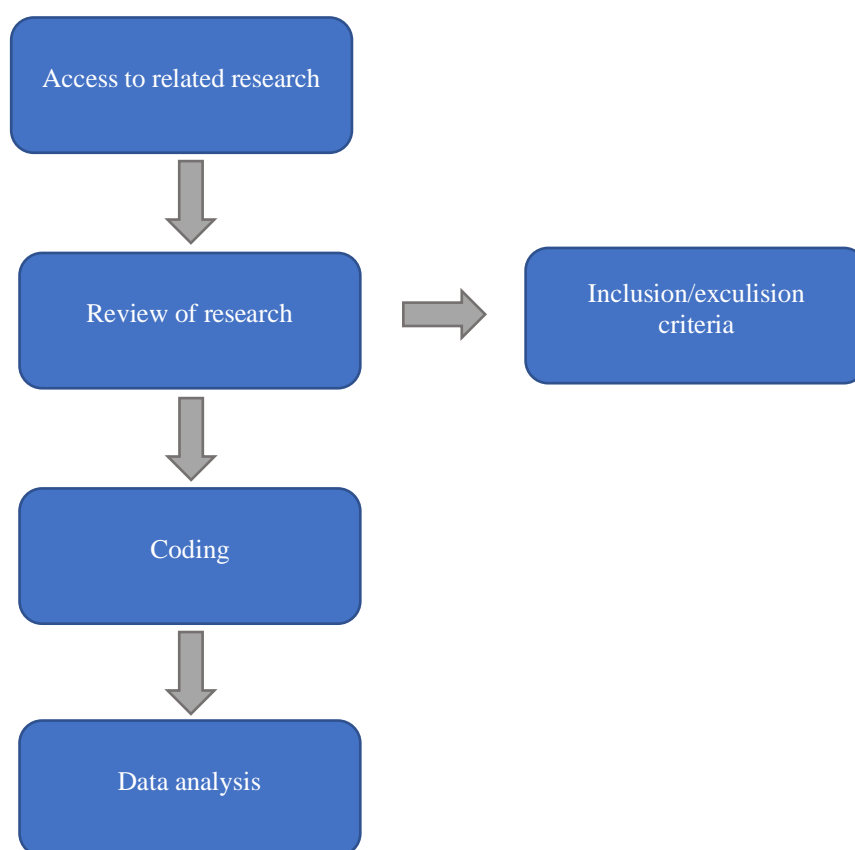 Access to related research
Review of research
Inclusion/exculision
criteria
Coding
Data analysis